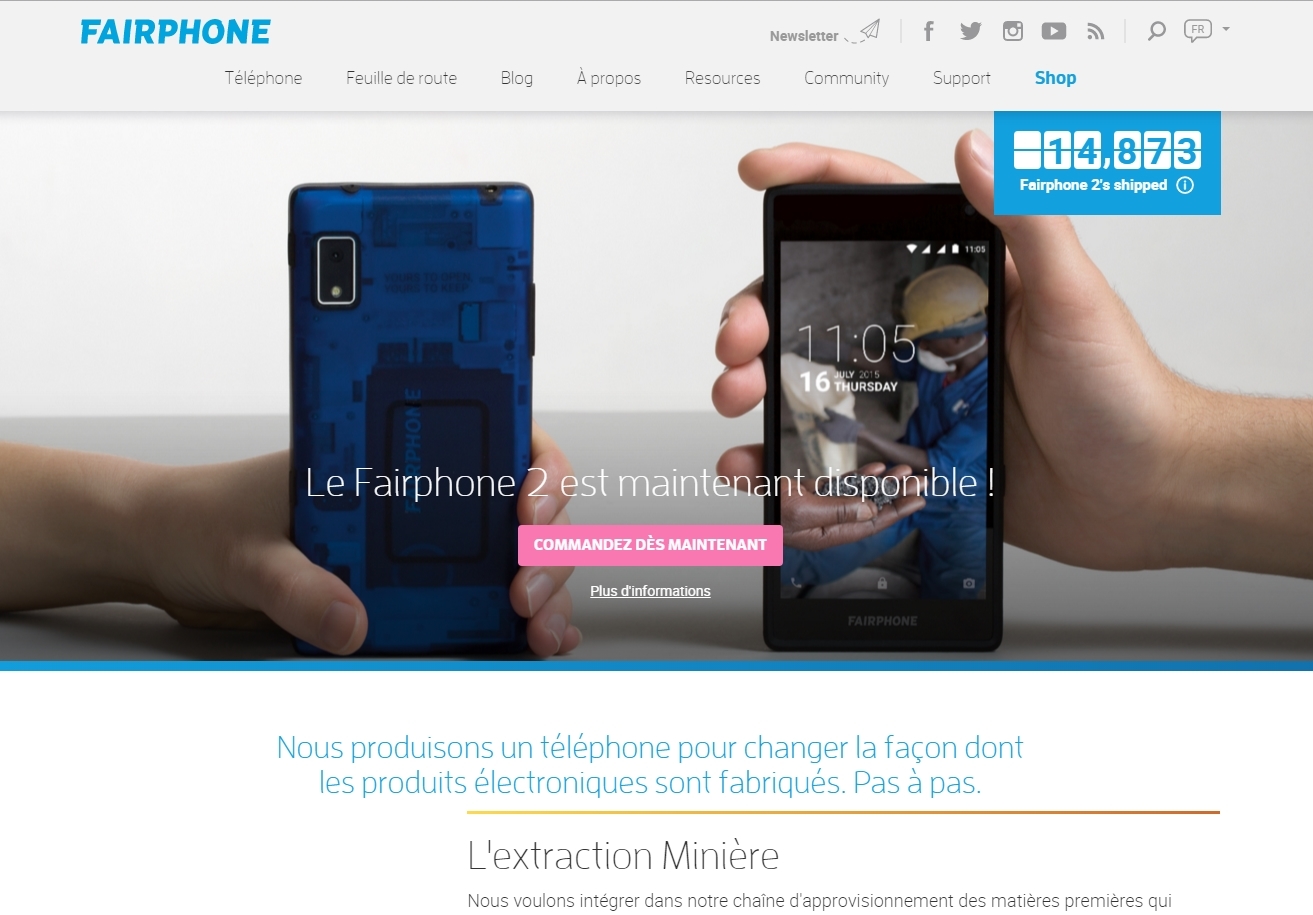 FAIRPHONE
Newsletter
FR
Téléphone Feuille de route Blog À propos Resources Community Support Shop
14,873
Fairphone 2's shipped
YOURS TO OPEN,
YOURS TO KEEP
FAIRPHONE
11:05
11:05
16 JULY 2015
THURSDAY
FAIRPHONE
Le Fairphone 2 est maintenant disponible !
COMMANDEZ DÈS MAINTENANT
Plus d'informations
Nous produisons un téléphone pour changer la façon dont
les produits électroniques sont fabriqués. Pas à pas.
L'extraction Minière
Nous voulons intégrer dans notre chaîne d'approvisionnement des matières premières qui